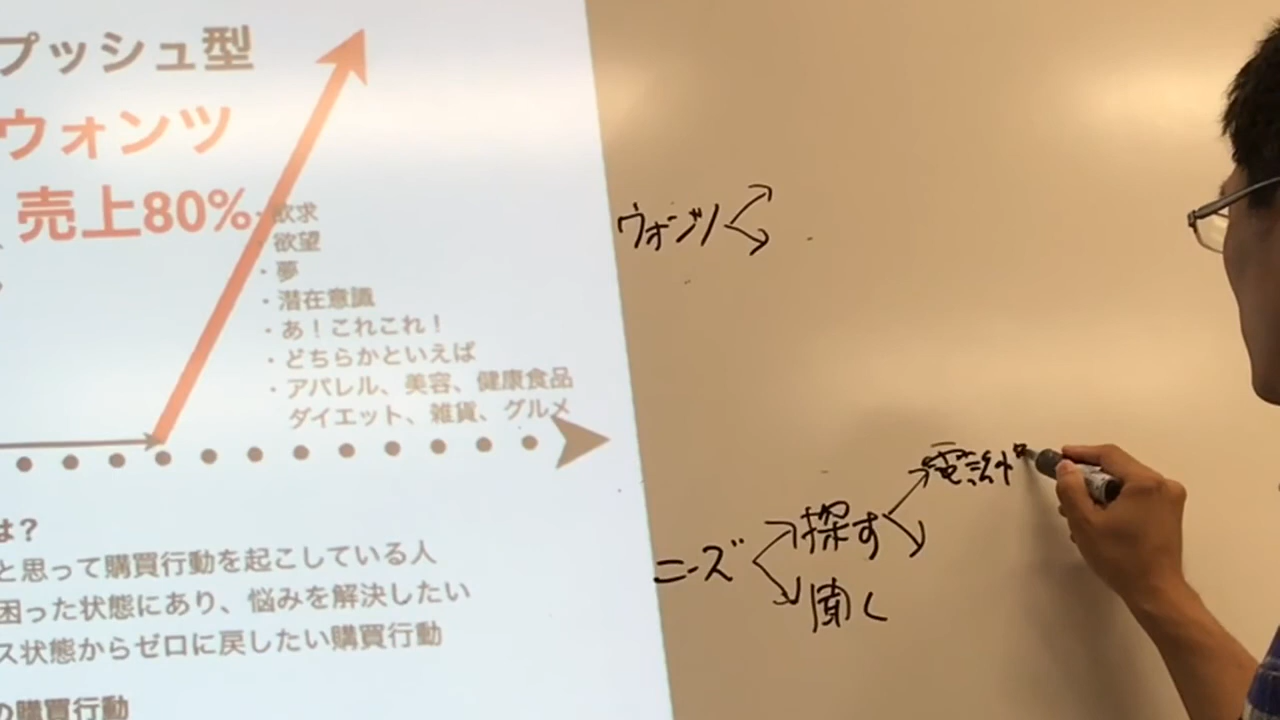 プッシュ型
ウォンツ
売上80%
・欲求
・欲望
・夢
・潜在意識
・あ!これこれ!
・どちらかといえば
・アパレル、美容、健康食品
ダイエット、雑貨、グルメ
は?
と思って購買行動を起こしている人
困った状態にあり、悩みを解決したい
ス状態からゼロに戻したい購買行動
の購買行動
ウォンツ
ニーズ
探す
聞く